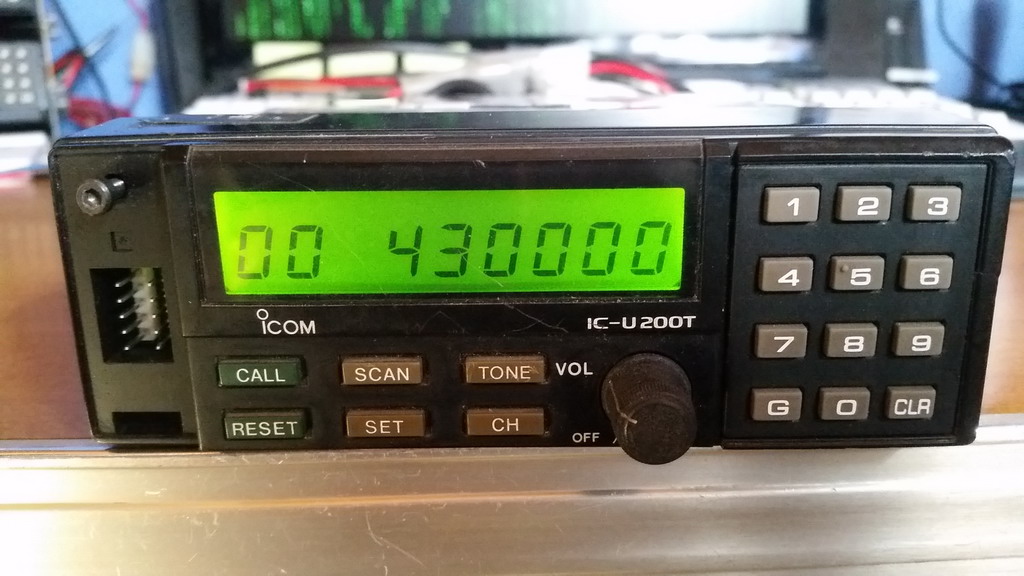 00 430000
ICOM
IC-U200T
CALL SCAN TONE VOL
RESET SET CH OFF
1 2 3
4 5 6
7 8 9
G 0 CLR